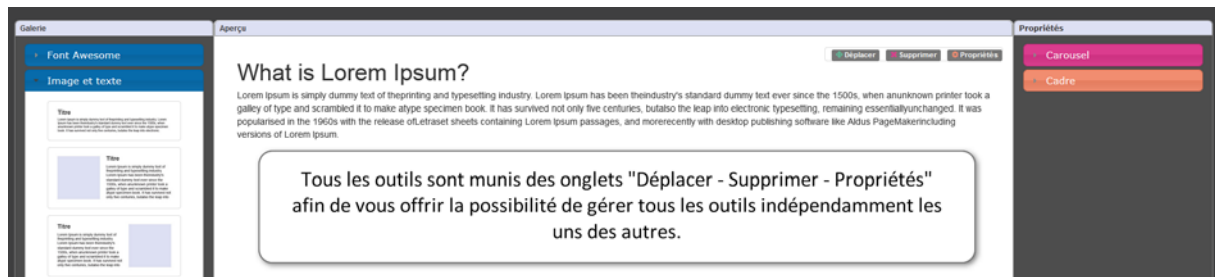 Galerie
Font Awesome
Image et texte
Titre
Titre
Titre
Aperçu
Déplacer
Supprimer
Propriétés
What is Lorem Ipsum?
Lorem Ipsum is simply dummy text of theprinting and typesetting industry. Lorem Ipsum has been theindustry's standard dummy text ever since the 1500s, when anunknown printer took a
galley of type and scrambled it to make atype specimen book. It has survived not only five centuries, butalso the leap into electronic typesetting, remaining essentiallyunchanged. It was
popularised in the 1960s with the release ofLetraset sheets containing Lorem Ipsum passages, and morerecently with desktop publishing software like Aldus PageMakerincluding
versions of Lorem Ipsum.
Tous les outils sont munis des onglets "Déplacer - Supprimer - Propriétés"
afin de vous offrir la possibilité de gérer tous les outils indépendamment les
uns des autres.
Propriétés
Carousel
Cadre